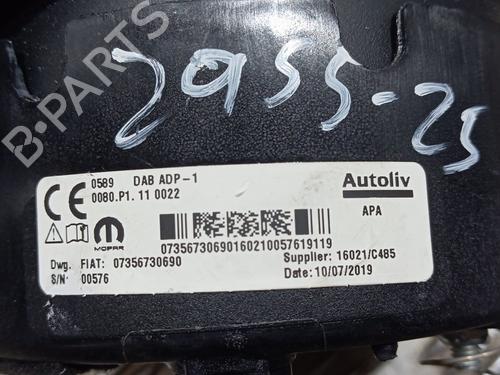 2955-25
B-PARTS
0589 DAB ADP-1
0080.P1.11 0022
Autoliv
CE
APA
MOPAR
07356730690160210057619119
Dwg. FIAT: 07356730690
Supplier: 16021/C485
S/N: 00576
Date: 10/07/2019